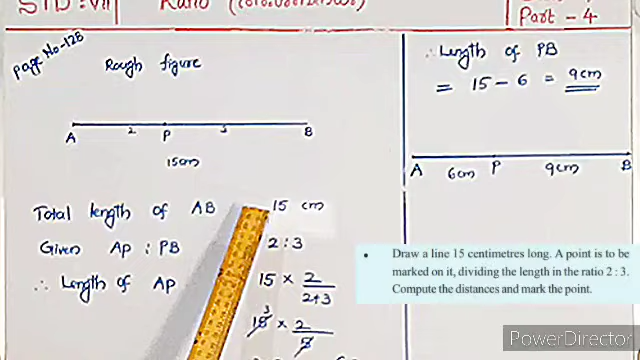 STD : VII
Ratio
Part - 4
Page No-128
Rough figure
A 2 P 3 B
15cm
Total length of AB 15 cm
Given AP : PB 2 : 3
∴ Length of AP 15 × 2/2+3
15 3 × 2/5
∴ Length of PB
= 15 - 6 = 9cm
A 6cm P 9cm B
• Draw a line 15 centimetres long. A point is to be
marked on it, dividing the length in the ratio 2 : 3.
Compute the distances and mark the point.
PowerDirector